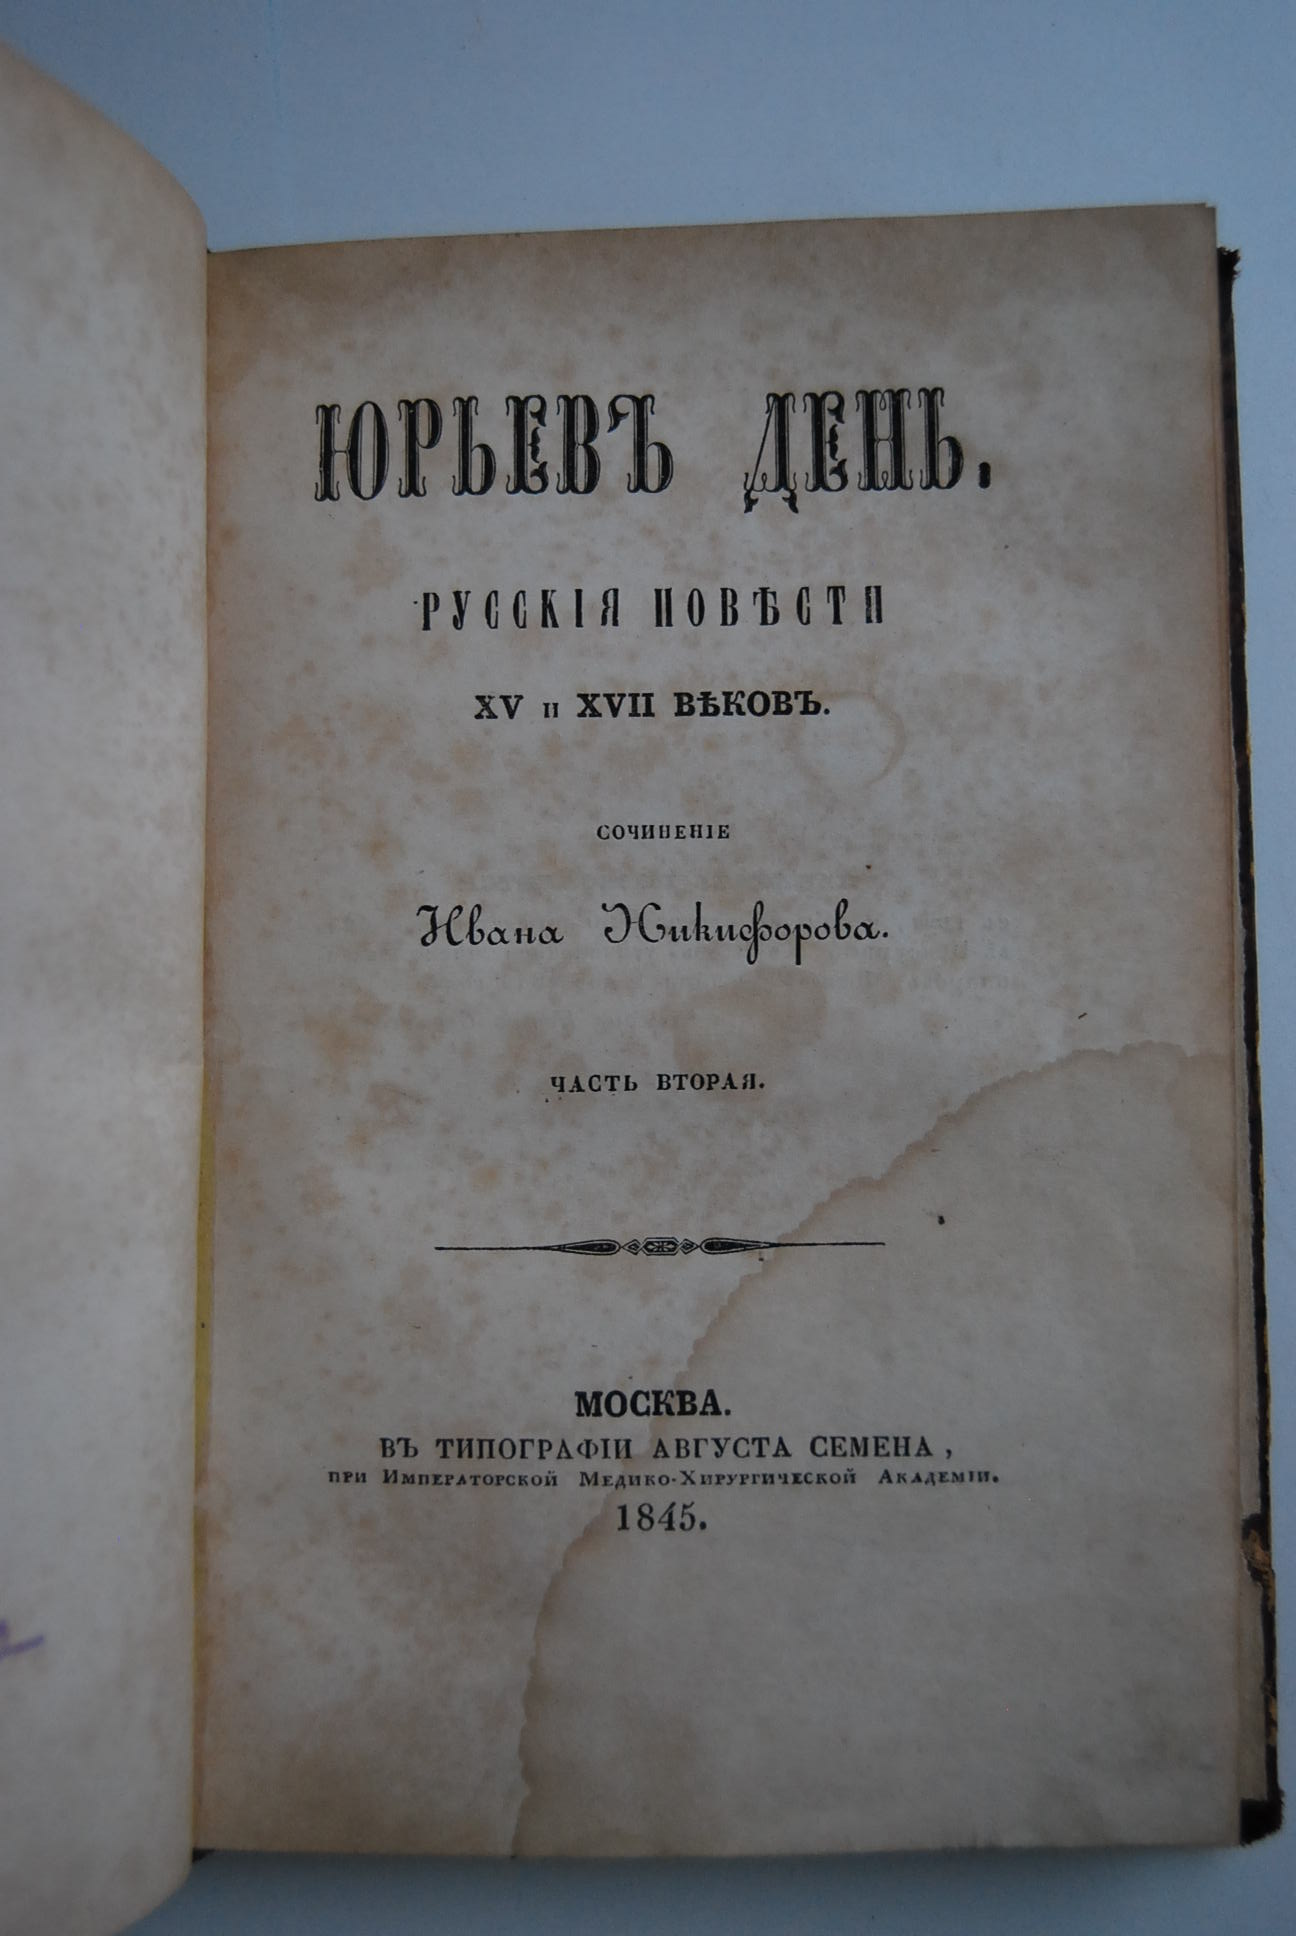 ЮРЬЕВЪ ДЕНЬ.
РУССКІЯ ПОВѢСТИ
XV и XVII ВѢКОВЪ.
СОЧИНЕНІЕ
Ивана Никифорова.
ЧАСТЬ ВТОРАЯ.
МОСКВА.
ВЪ ТИПОГРАФІИ АВГУСТА СЕМЕНА,
ПРИ ИМПЕРАТОРСКОЙ МЕДИКО-ХИРУРГИЧЕСКОЙ АКАДЕМІИ.
1845.